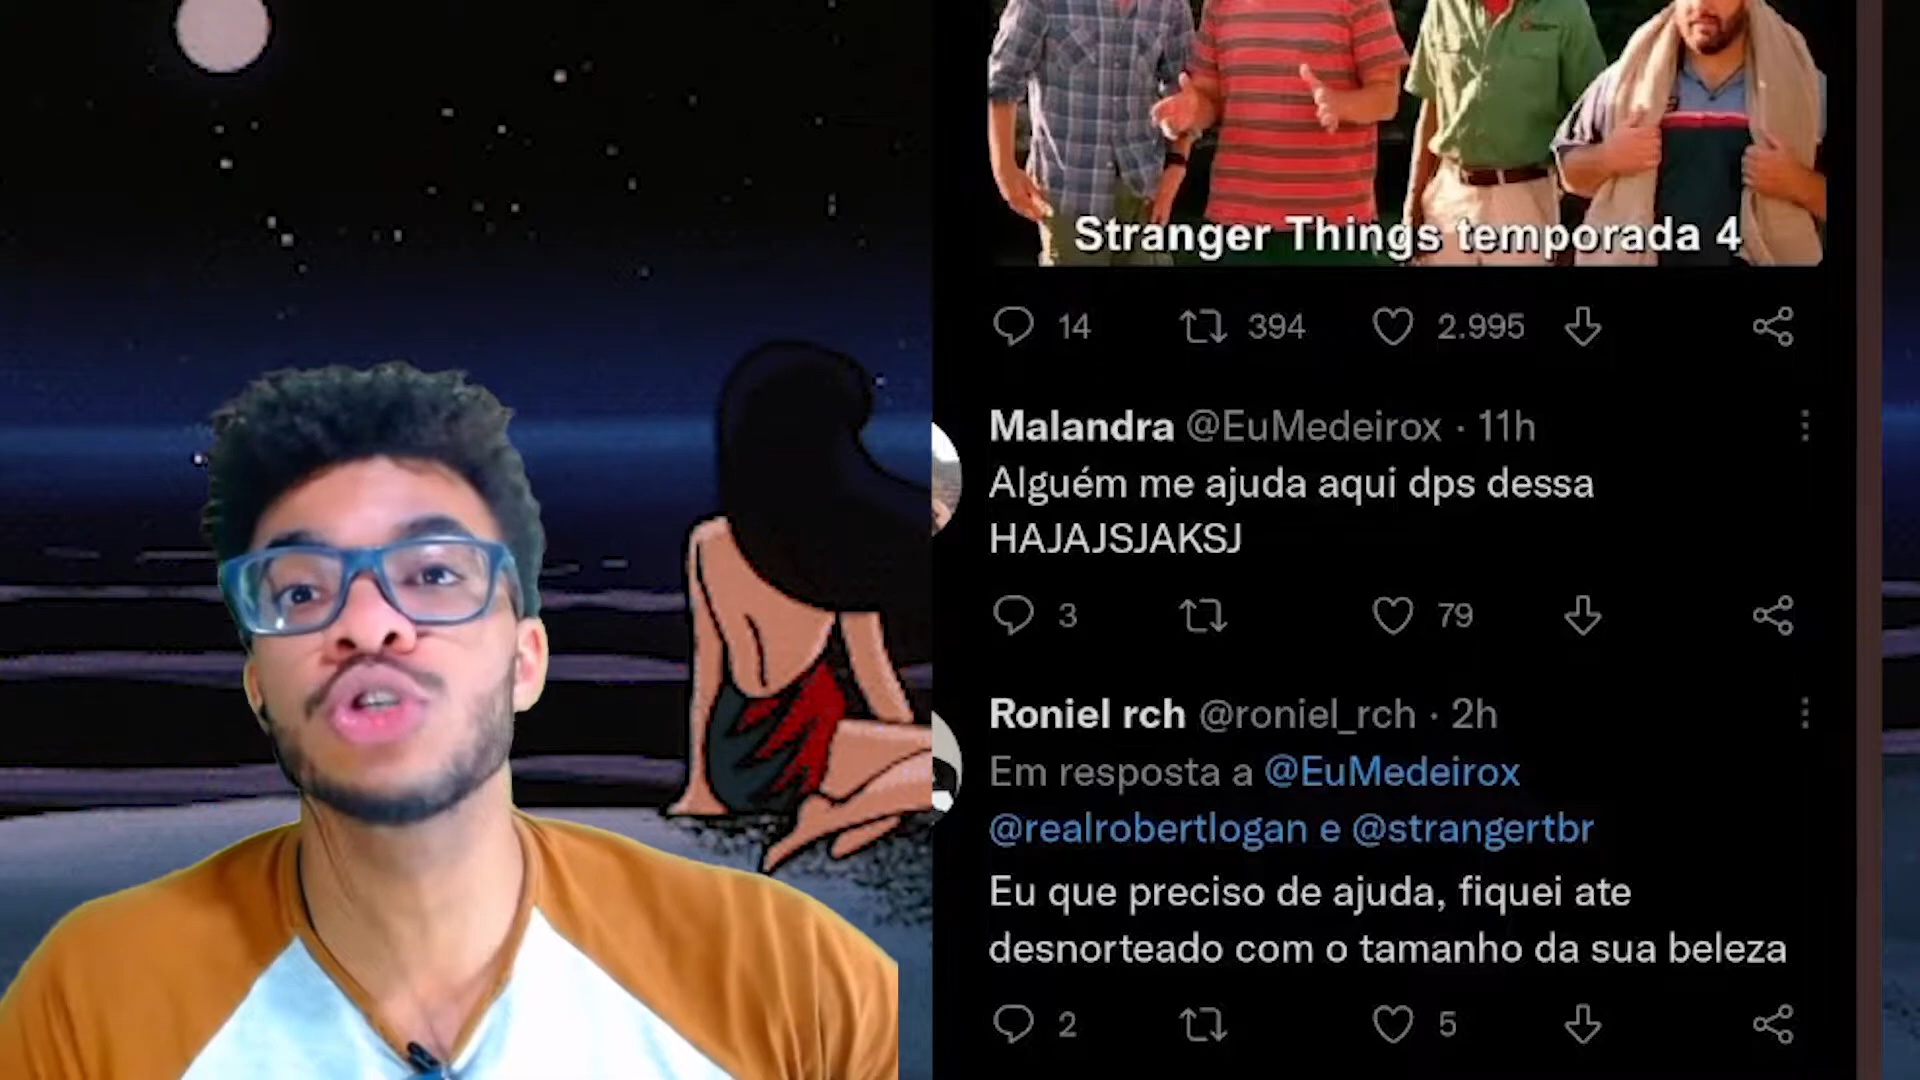 Stranger Things temporada 4
14 394 2.995
Malandra @EuMedeirox · 11h
Alguém me ajuda aqui dps dessa
HAJAJSJAKSJ
3 79
Roniel rch @roniel_rch · 2h
Em resposta a @EuMedeirox
@realrobertlogan e @strangertbr
Eu que preciso de ajuda, fiquei ate
desnorteado com o tamanho da sua beleza
2 5